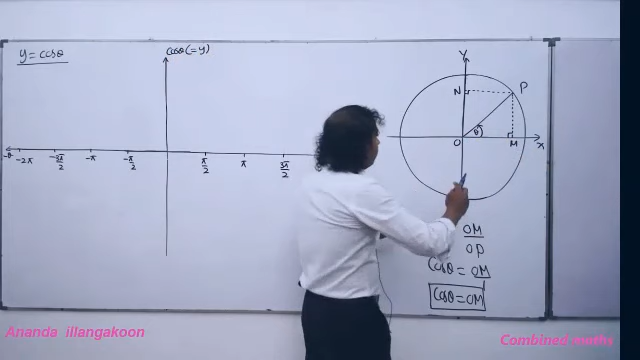 y = cosθ
cosθ(=y)
-θ -2π -3π/2 -π -π/2 π/2 π 3π/2
Y
N P
θ
O M X
OM
OP
cosθ = OM
cosθ = OM
Ananda illangakoon
Combined maths